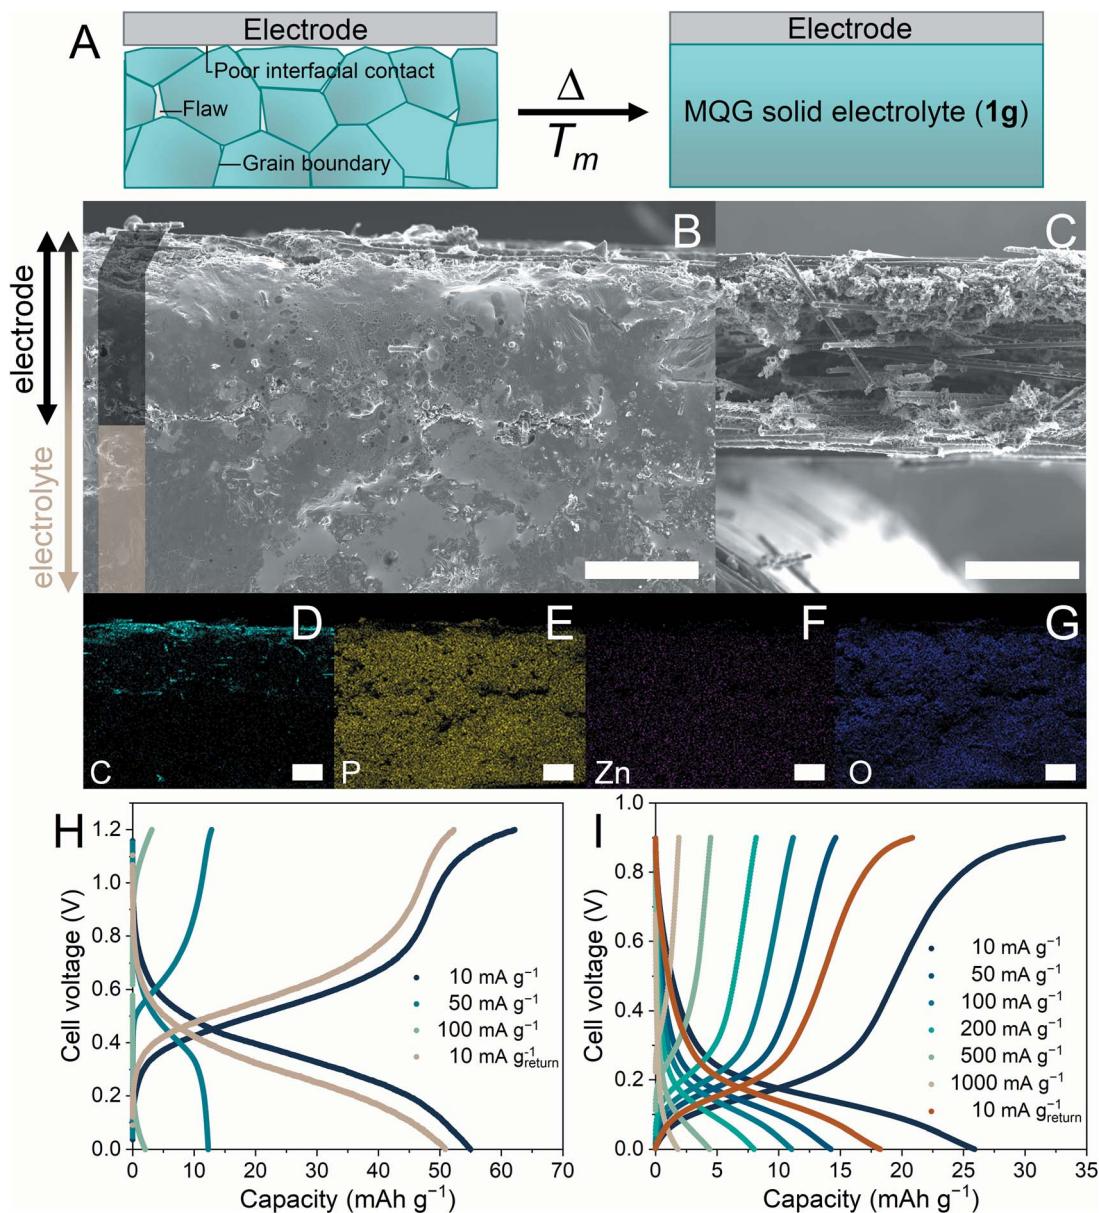 A
Electrode
Poor interfacial contact
Flaw
Grain boundary
Δ
Tm
Electrode
MQG solid electrolyte (1g)
electrode
electrolyte
B
C
D
C
E
P
F
Zn
G
O
H
1.2
1.0
0.8
0.6
0.4
0.2
0.0
Cell voltage (V)
10 mA g⁻¹
50 mA g⁻¹
100 mA g⁻¹
10 mA g⁻¹return
0 10 20 30 40 50 60 70
Capacity (mAh g⁻¹)
I
1.0
0.8
0.6
0.4
0.2
0.0
Cell voltage (V)
10 mA g⁻¹
50 mA g⁻¹
100 mA g⁻¹
200 mA g⁻¹
500 mA g⁻¹
1000 mA g⁻¹
10 mA g⁻¹return
0 5 10 15 20 25 30 35
Capacity (mAh g⁻¹)